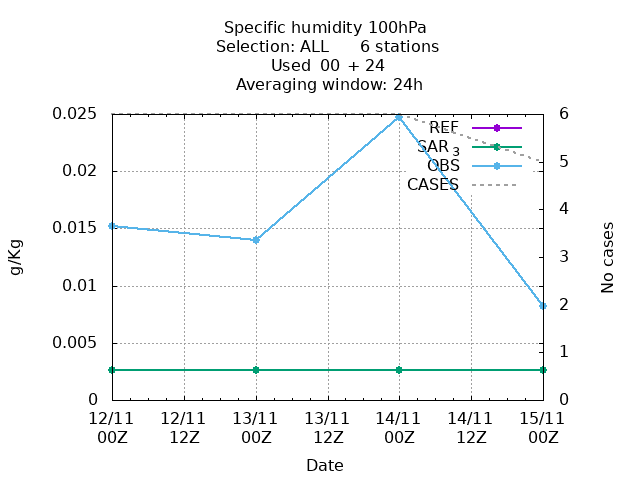 Specific humidity 100hPa
Selection: ALL 6 stations
Used 00 + 24
Averaging window: 24h
0.025
0.02
0.015
0.01
0.005
0
g/Kg
6
5
4
3
2
1
0
No cases
REF
SAR 3
OBS
CASES
12/11 12/11 13/11 13/11 14/11 14/11 15/11
00Z 12Z 00Z 12Z 00Z 12Z 00Z
Date